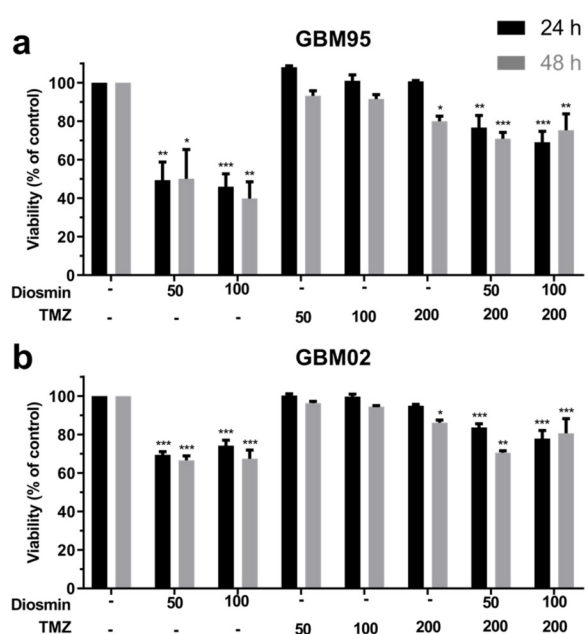 a
GBM95
24 h
48 h
Viability (% of control)
100
80
60
40
20
0
** * *** ** * ** *** *** **
Diosmin - 50 100 - - - 50 100
TMZ - - - 50 100 200 200 200
b
GBM02
Viability (% of control)
100
80
60
40
20
0
*** *** *** *** * *** ** *** ***
Diosmin - 50 100 - - - 50 100
TMZ - - - 50 100 200 200 200